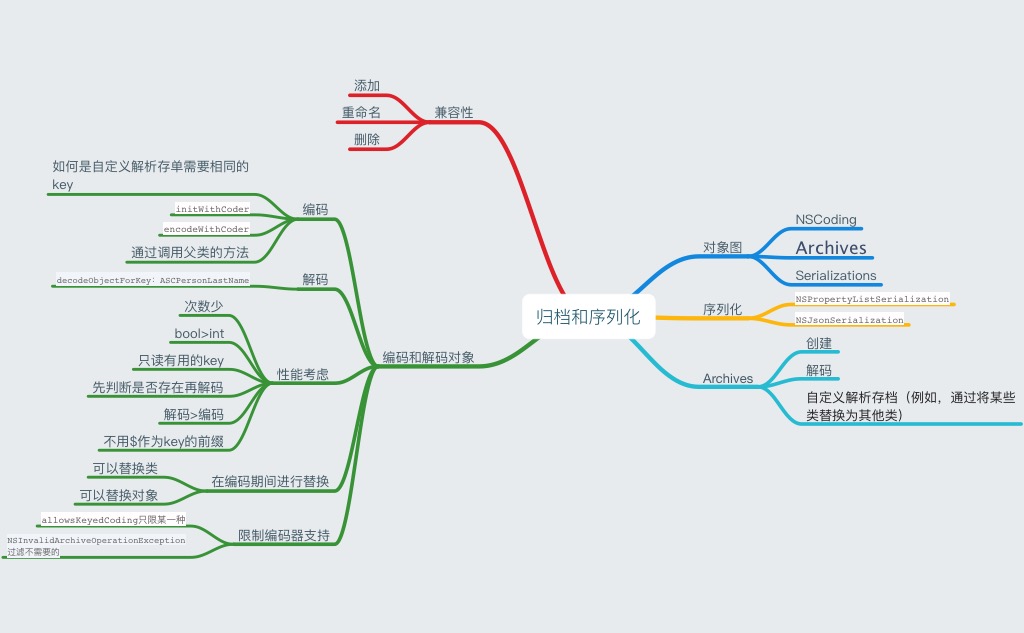 归档和序列化
兼容性
添加
重命名
删除
编码和解码对象
编码
如何是自定义解析存单需要相同的
key
initWithCoder
encodeWithCoder
通过调用父类的方法
解码
decodeObjectForKey：ASCPersonLastName
性能考虑
次数少
bool>int
只读有用的key
先判断是否存在再解码
解码>编码
不用$作为key的前缀
在编码期间进行替换
可以替换类
可以替换对象
限制编码器支持
allowsKeyedCoding只限某一种
NSInvalidArchiveOperationException
过滤不需要的
对象图
NSCoding
Archives
Serializations
序列化
NSPropertyListSerialization
NSJsonSerialization
Archives
创建
解码
自定义解析存档（例如，通过将某些
类替换为其他类）